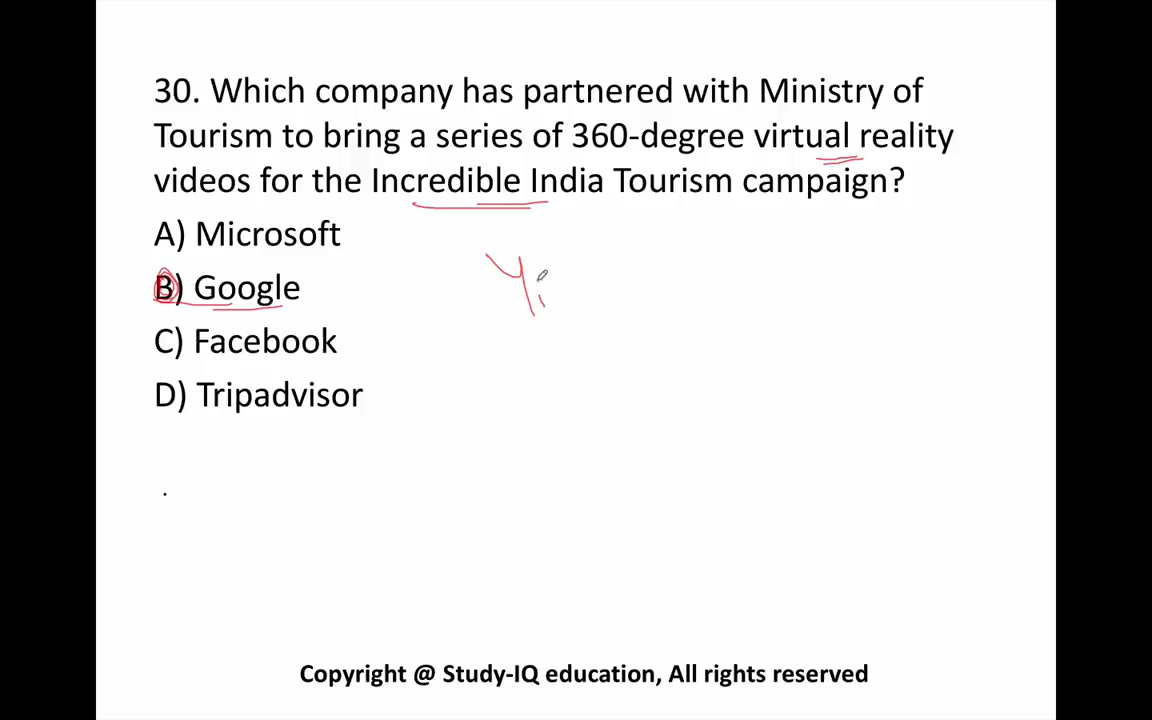 30. Which company has partnered with Ministry of
Tourism to bring a series of 360-degree virtual reality
videos for the Incredible India Tourism campaign?
A) Microsoft
B) Google
C) Facebook
D) Tripadvisor
.
Copyright @ Study-IQ education, All rights reserved